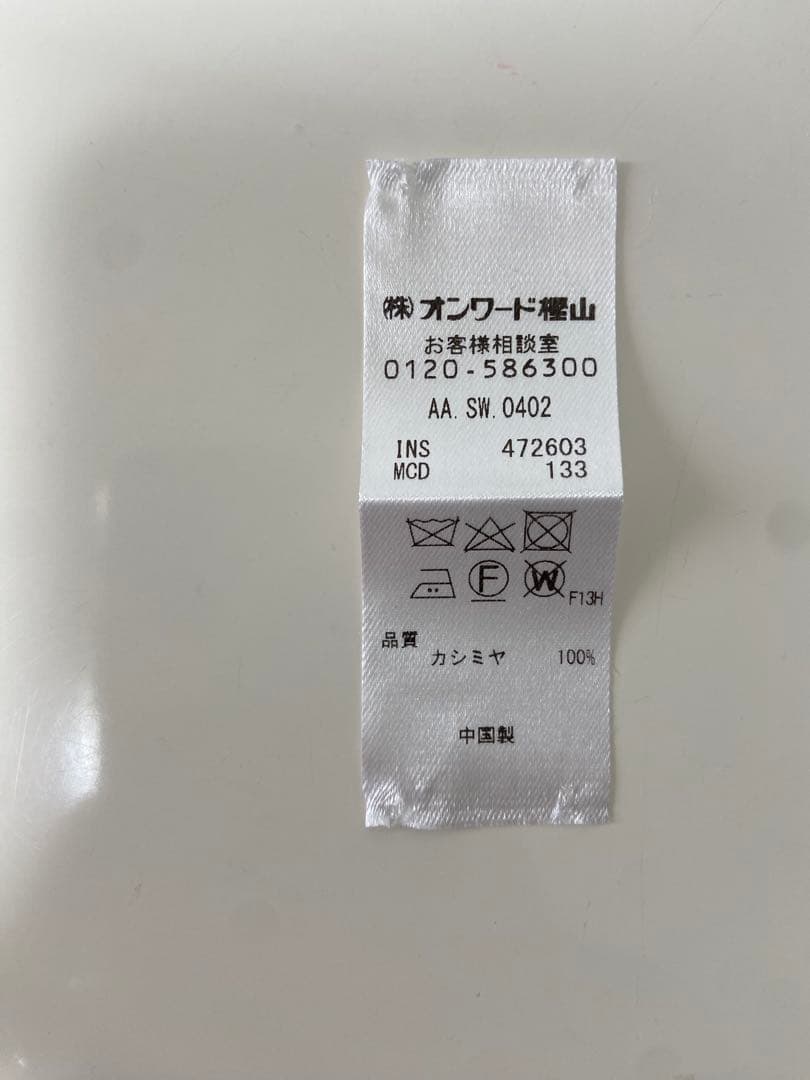 ㈱オンワード樫山
お客様相談室
0120-586300
AA. SW. 0402
INS 472603
MCD 133
F W F13H
品質
カシミヤ 100%
中国製